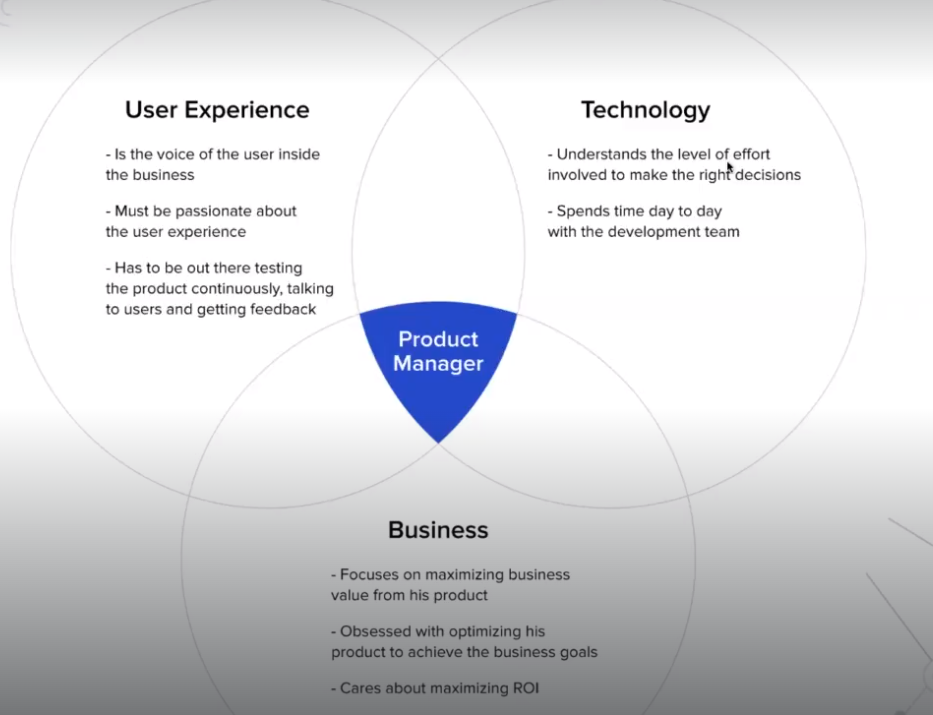 User Experience
- Is the voice of the user inside
the business
- Must be passionate about
the user experience
- Has to be out there testing
the product continuously, talking
to users and getting feedback
Technology
- Understands the level of effort
involved to make the right decisions
- Spends time day to day
with the development team
Product
Manager
Business
- Focuses on maximizing business
value from his product
- Obsessed with optimizing his
product to achieve the business goals
- Cares about maximizing ROI